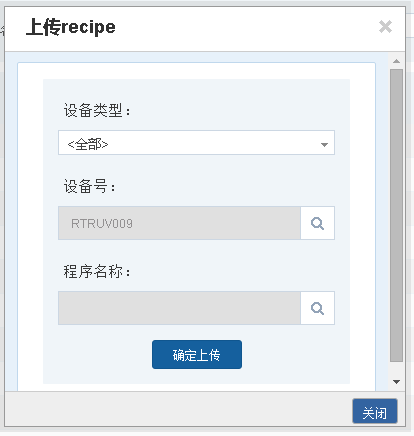 上传recipe
设备类型：
<全部>
设备号：
RTRUV009
程序名称：
确定上传
关闭